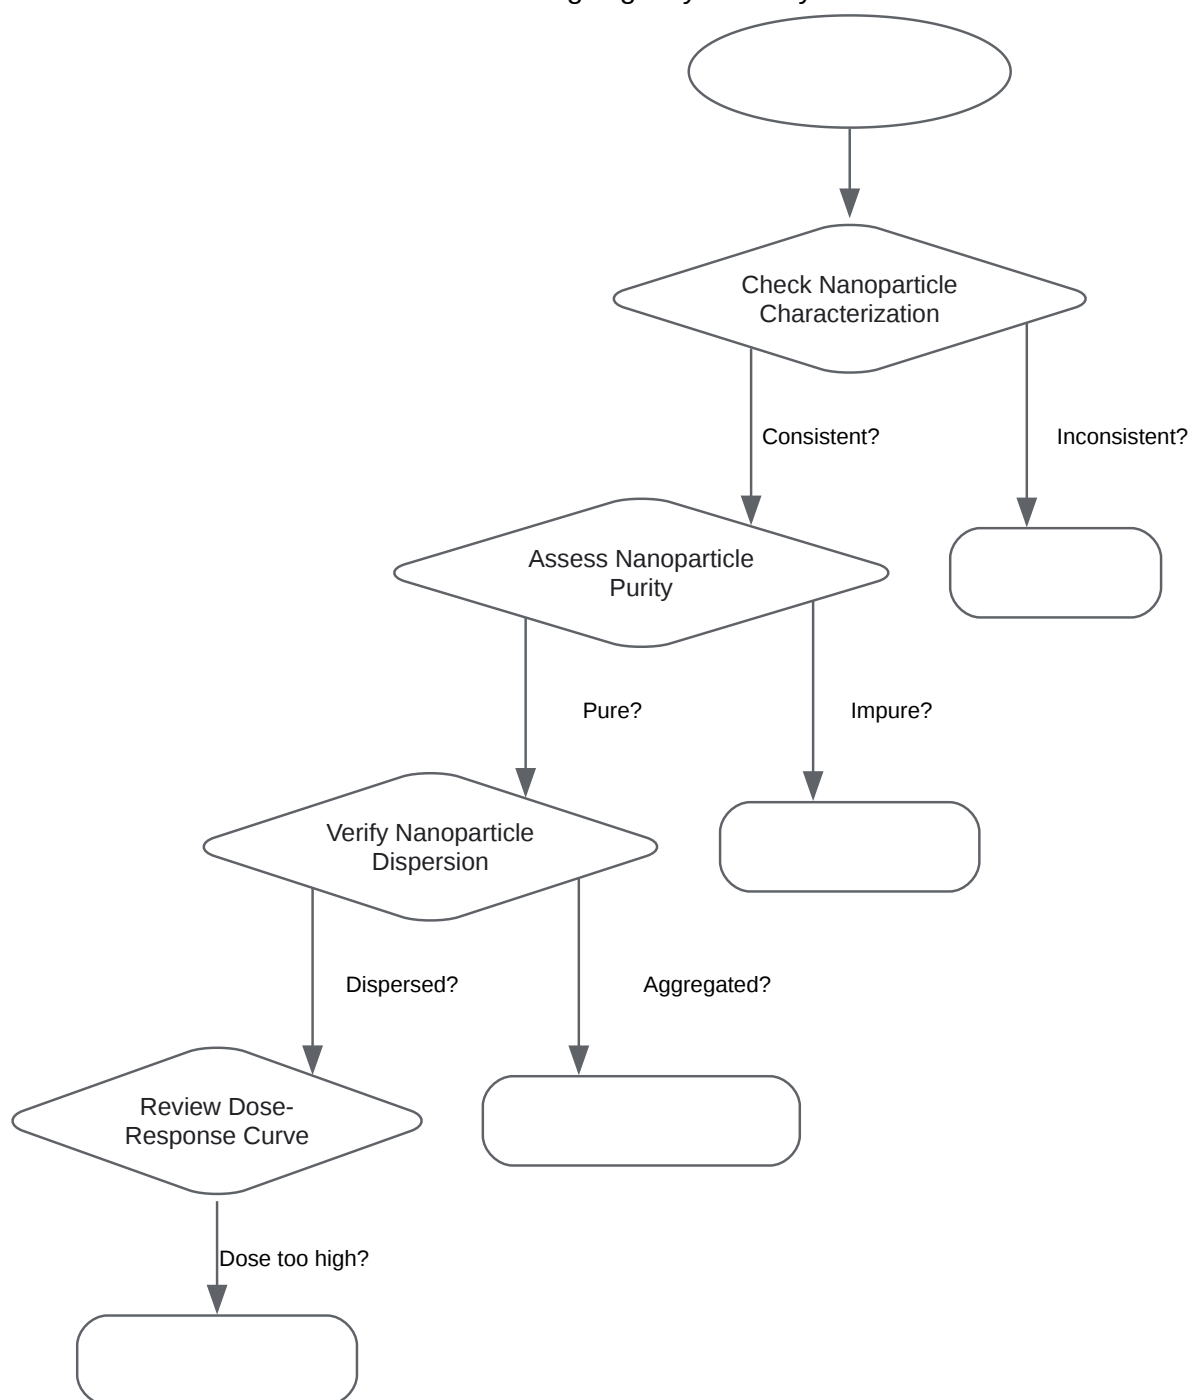 Check Nanoparticle
Characterization
Consistent?
Inconsistent?
Assess Nanoparticle
Purity
Pure?
Impure?
Verify Nanoparticle
Dispersion
Dispersed?
Aggregated?
Review Dose-
Response Curve
Dose too high?